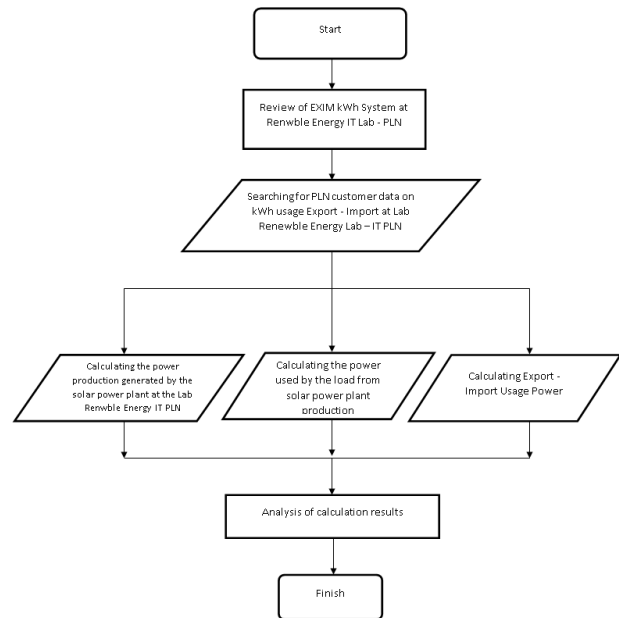 Start
Review of EXIM kWh System at
Renwble Energy IT Lab - PLN
Searching for PLN customer data on
kWh usage Export - Import at Lab
Renewble Energy Lab – IT PLN
Calculating the power
production generated by the
solar power plant at the Lab
Renwble Energy IT PLN
Calculating the power
used by the load from
solar power plant
production
Calculating Export -
Import Usage Power
Analysis of calculation results
Finish